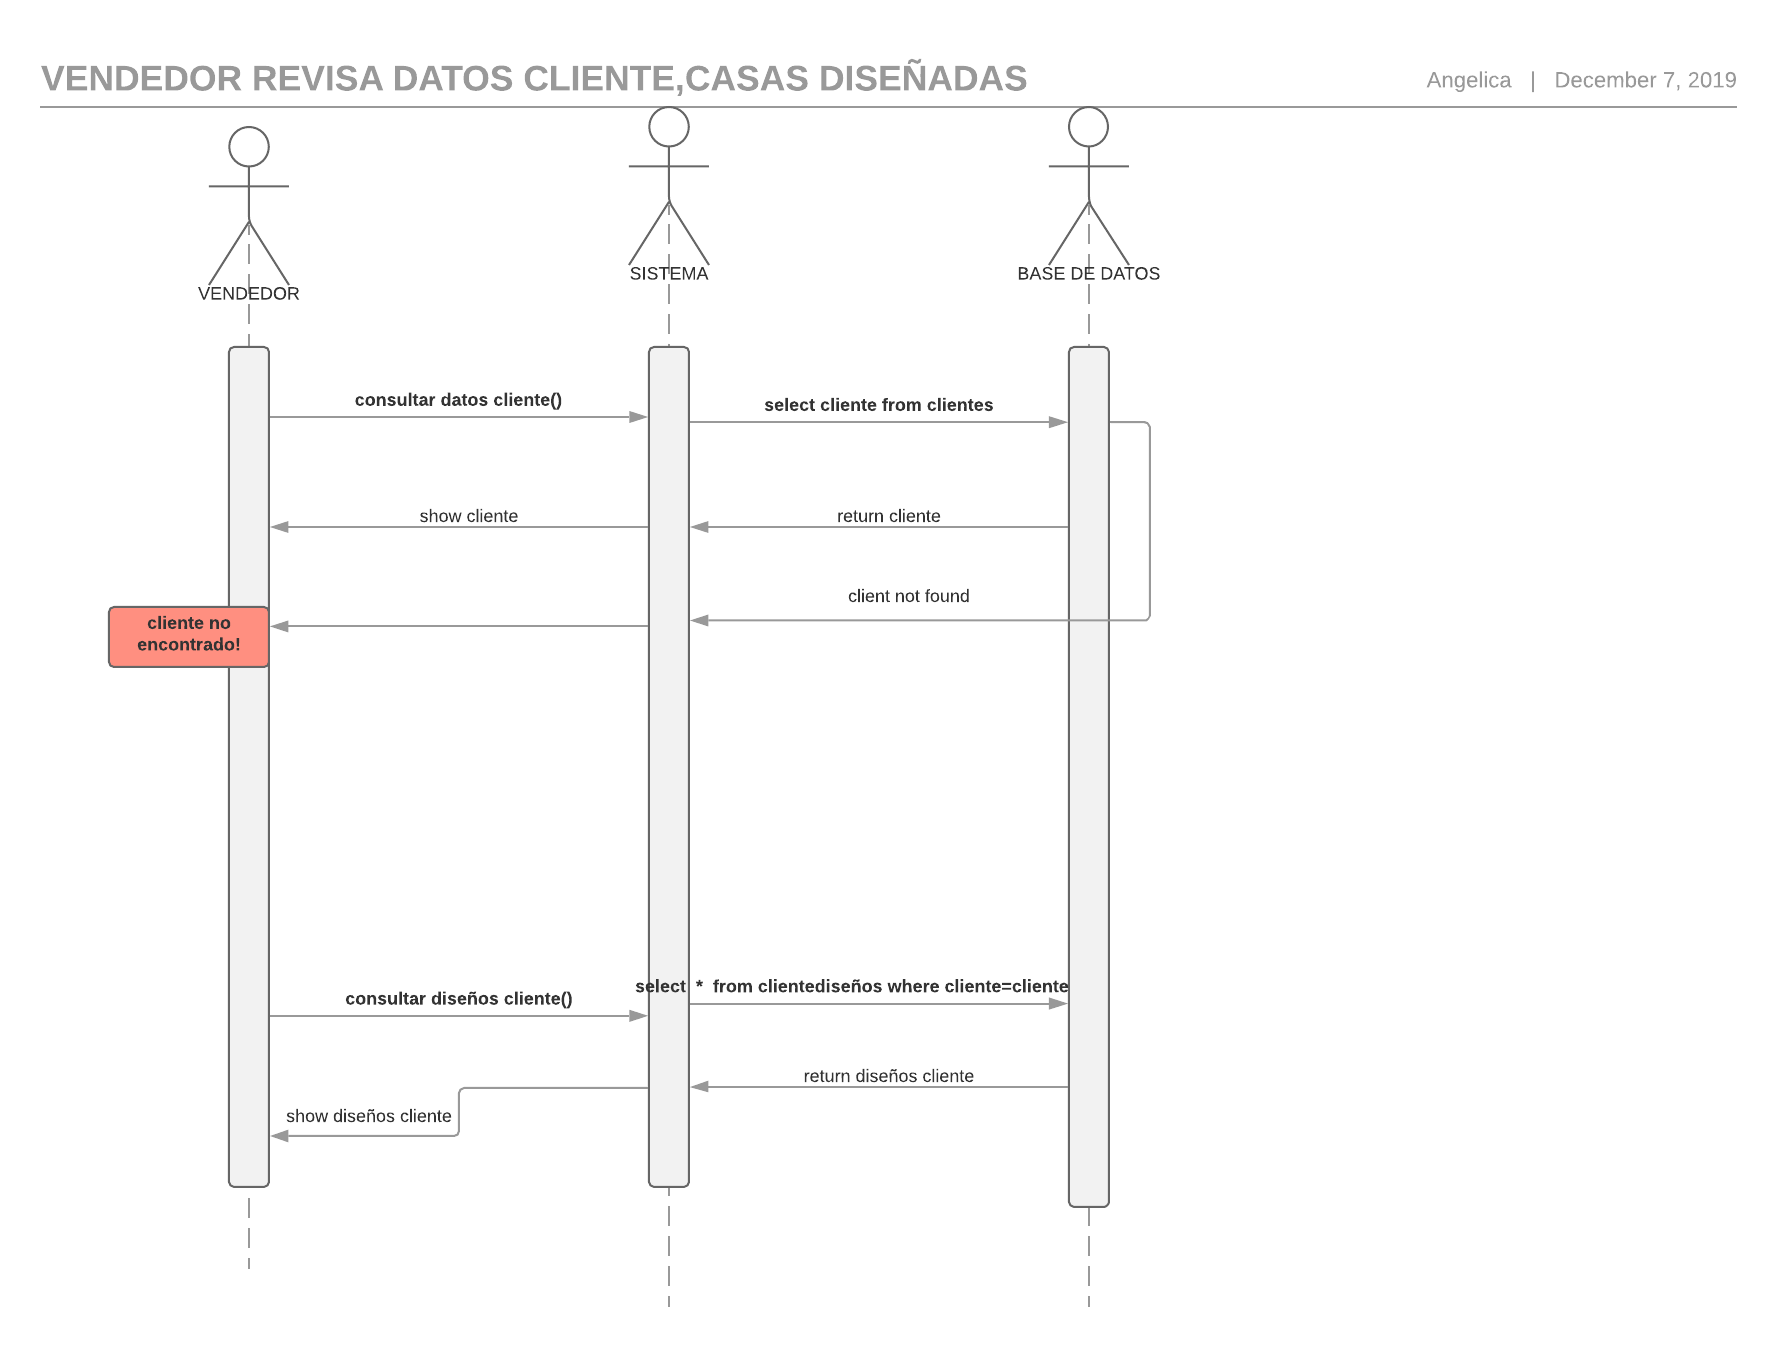 VENDEDOR REVISA DATOS CLIENTE,CASAS DISEÑADAS
Angelica | December 7, 2019
VENDEDOR
SISTEMA
BASE DE DATOS
consultar datos cliente()
select cliente from clientes
show cliente
return cliente
client not found
cliente no
encontrado!
select * from clientediseños where cliente=cliente
consultar diseños cliente()
return diseños cliente
show diseños cliente